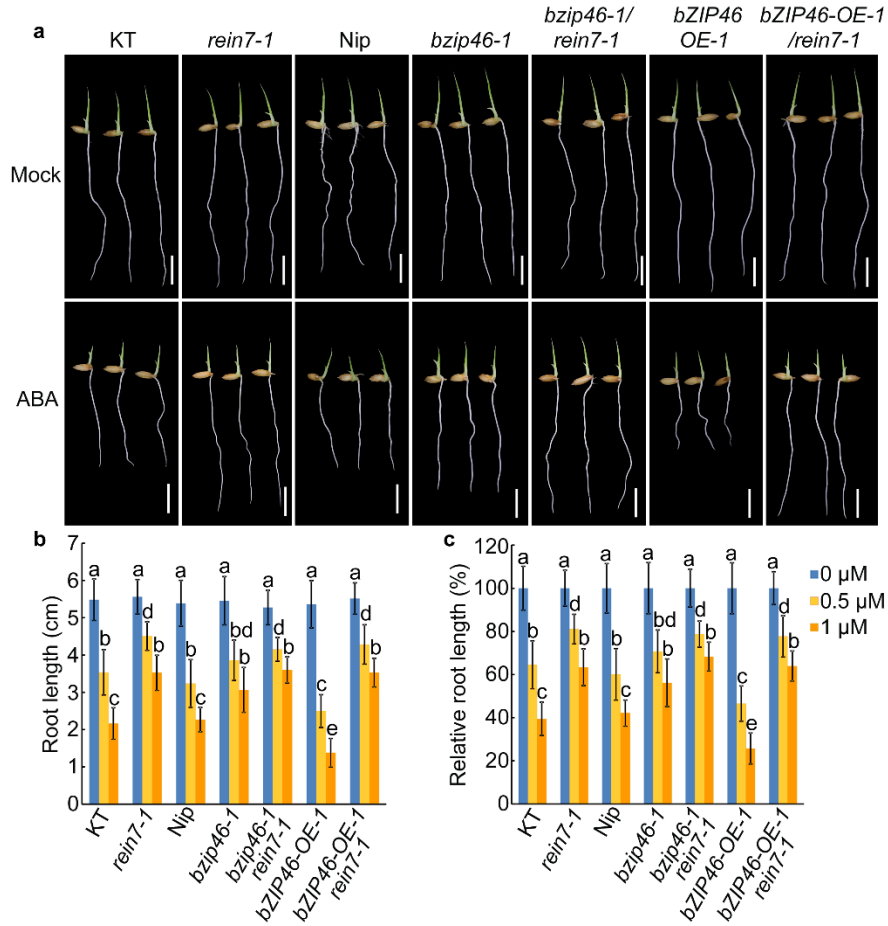 a
KT
rein7-1
Nip
bzip46-1
bzip46-1/
rein7-1
bZIP46
OE-1
bZIP46-OE-1
/rein7-1
Mock
ABA
b
Root length (cm)
7
6
5
4
3
2
1
0
a
b
c
a
d
b
a
b
c
a
bd
b
a
d
b
a
c
e
a
d
b
KT
rein7-1
Nip
bzip46-1
bzip46-1
rein7-1
bZIP46-OE-1
bZIP46-OE-1
rein7-1
c
Relative root length (%)
120
100
80
60
40
20
0
a
b
c
a
d
b
a
b
c
a
bd
b
a
d
b
a
c
e
a
d
b
0 μM
0.5 μM
1 μM
KT
rein7-1
Nip
bzip46-1
bzip46-1
rein7-1
bZIP46-OE-1
bZIP46-OE-1
rein7-1